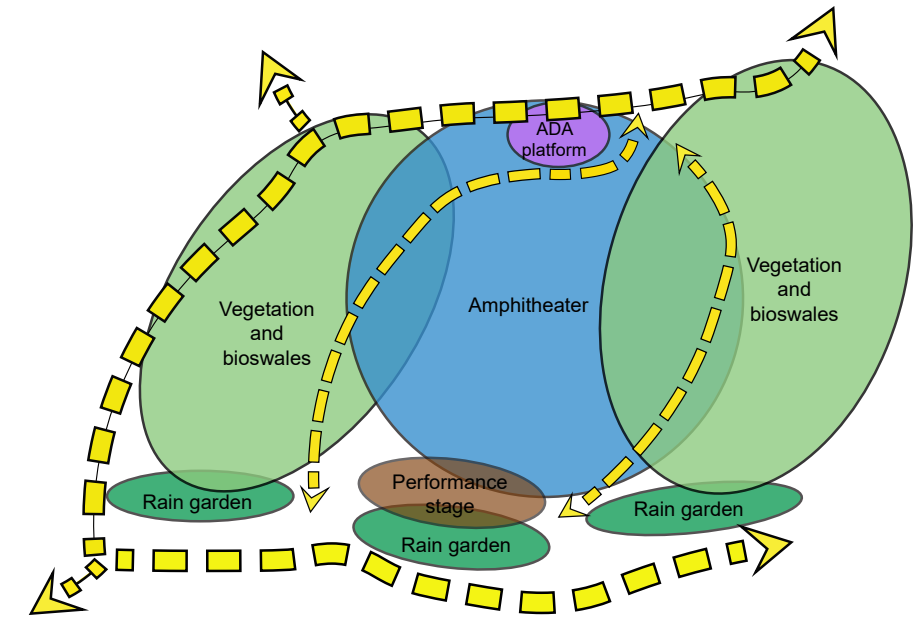 ADA
platform
Vegetation
and
bioswales
Amphitheater
Vegetation
and
bioswales
Performance
stage
Rain garden
Rain garden
Rain garden